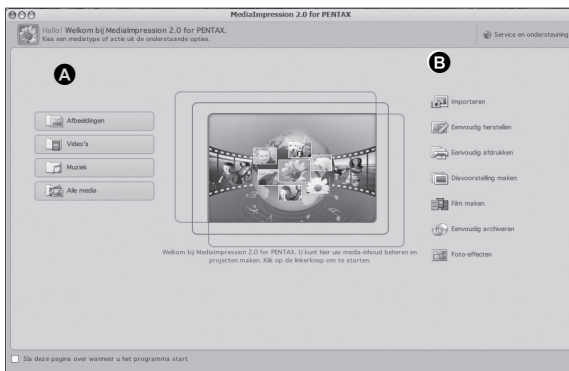 MediaImpression 2.0 for PENTAX
Hallo! Welkom bij MediaImpression 2.0 for PENTAX.
Kies een mediatype of actie uit de onderstaande opties.
Service en ondersteuning
A
B
Afbeeldingen
Video's
Muziek
Alle media
Importeren
Eenvoudig herstellen
Eenvoudig afdrukken
Diavoorstelling maken
Film maken
Eenvoudig archiveren
Foto-effecten
Welkom bij MediaImpression 2.0 for PENTAX. U kunt hier uw media-inhoud beheren en
projecten maken. Klik op de linkerknop om te starten.
Sla deze pagina over wanneer u het programma start